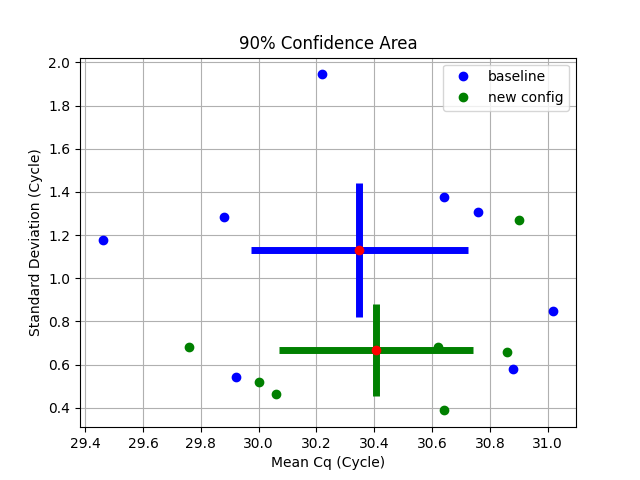 90% Confidence Area
baseline
new config
Standard Deviation (Cycle)
2.0
1.8
1.6
1.4
1.2
1.0
0.8
0.6
0.4
29.4 29.6 29.8 30.0 30.2 30.4 30.6 30.8 31.0
Mean Cq (Cycle)